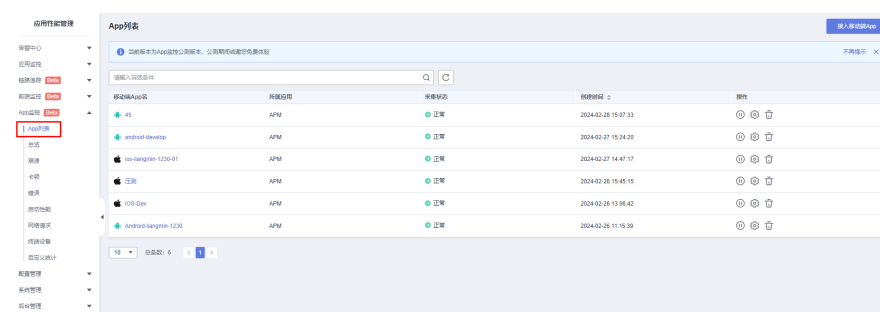 应用性能管理
告警中心
应用监控
链路追踪 Beta
前端监控 Beta
App监控 Beta
App列表
总览
崩溃
卡顿
错误
启动性能
网络请求
终端设备
自定义统计
配置管理
系统管理
后台管理
App列表
接入移动端App
当前版本为App监控公测版本，公测期间诚邀您免费体验
不再提示 X
请输入筛选条件
移动端App名 所属应用 采集状态 创建时间 操作
45 APM 正常 2024-02-28 15:07:33
android-develop APM 正常 2024-02-27 15:24:20
ios-liangmin-1230-01 APM 正常 2024-02-27 14:47:17
压测 APM 正常 2024-02-26 15:45:15
IOS-Dev APM 正常 2024-02-26 13:06:42
Android-liangmin-1230 APM 正常 2024-02-26 11:15:39
10 总条数：6 < 1 >